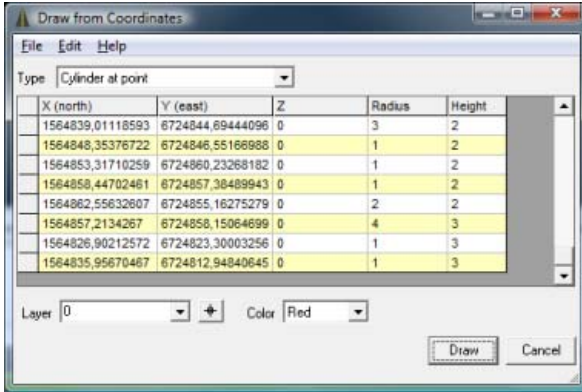 Draw from Coordinates
File Edit Help
Type Cylinder at point
X (north) Y (east) Z Radius Height
1564839,01118593 6724844,69444096 0 3 2
1564848,35376722 6724846,55166988 0 1 2
1564853,31710259 6724860,23268182 0 1 2
1564858,44702461 6724857,38489943 0 1 2
1564862,55632607 6724855,16275279 0 2 2
1564857,2134267 6724858,15064699 0 4 3
1564826,90212572 6724823,30003256 0 1 3
1564835,95670467 6724812,94840645 0 1 3
Layer 0 Color Red
Draw Cancel